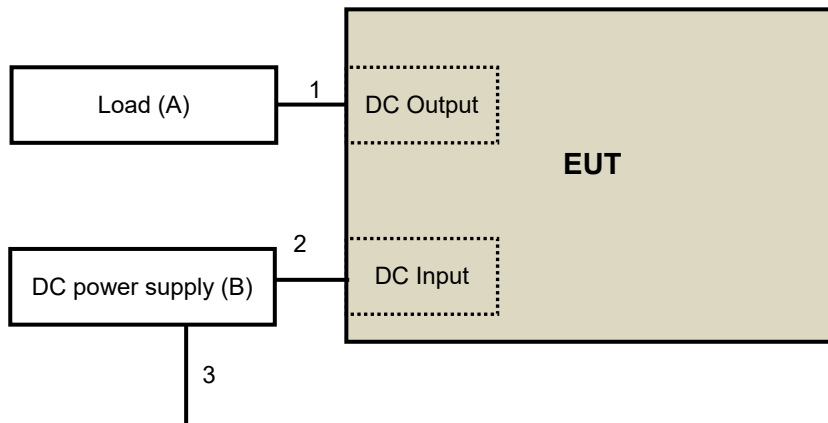 Load (A)
1
DC Output
EUT
DC power supply (B)
2
DC Input
3